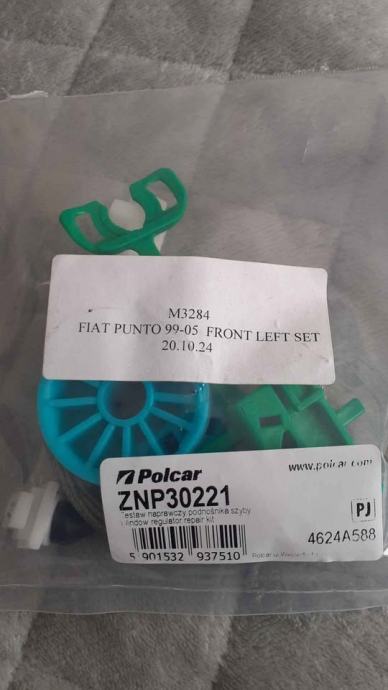 M3284
FIAT PUNTO 99-05 FRONT LEFT SET
20.10.24
Polcar
www.polcar.com
ZNP30221
Zestaw naprawczy podnośnika szyby
Window regulator repair kit
PJ
5 901532 937510
Polcar
4624A588